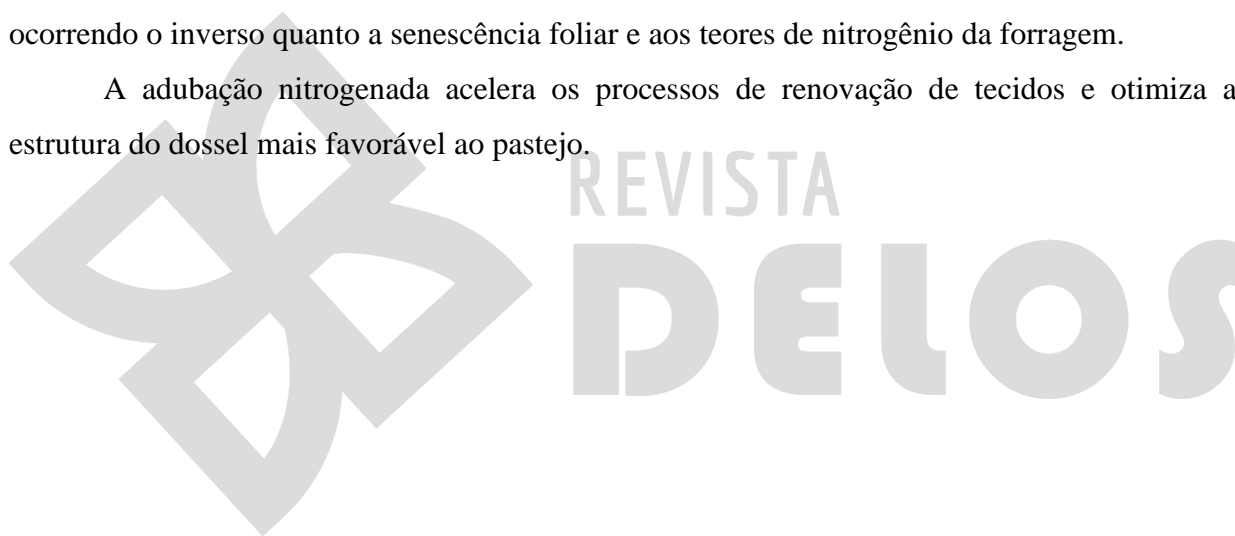 ocorrendo o inverso quanto a senescência foliar e aos teores de nitrogênio da forragem.
A adubação nitrogenada acelera os processos de renovação de tecidos e otimiza a
estrutura do dossel mais favorável ao pastejo.
REVISTA
DELOS